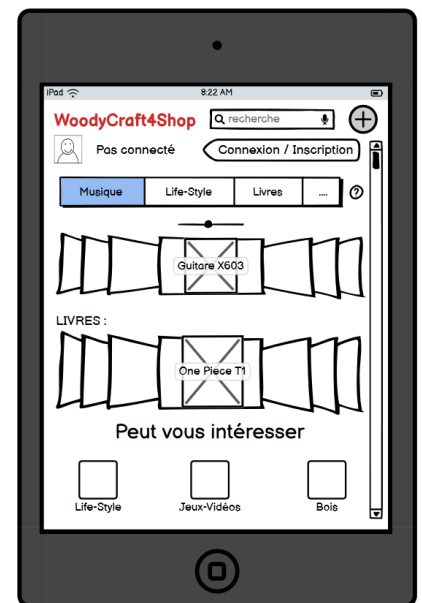 iPad 8:22 AM
WoodyCraft4Shop recherche
Pas connecté Connexion / Inscription
Musique Life-Style Livres .... ?
Guitare X603
LIVRES :
One Piece T1
Peut vous intéresser
Life-Style Jeux-Vidéos Bois